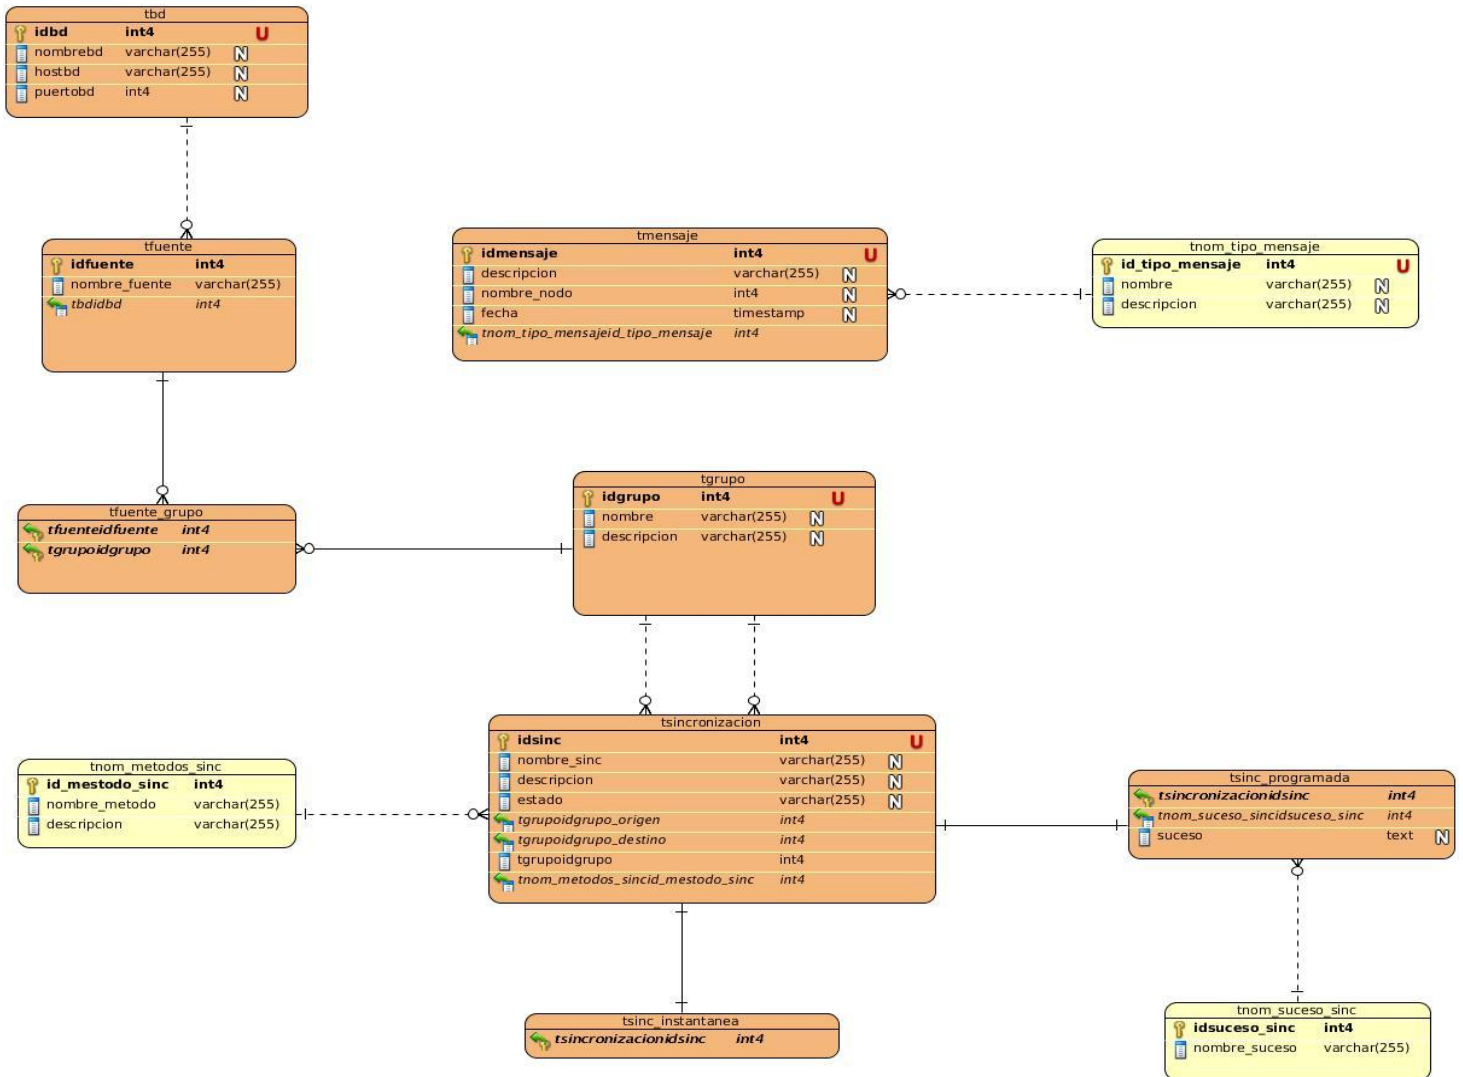 tbd
idbd int4 U
nombrebd varchar(255) N
hostbd varchar(255) N
puertobd int4 N
tfuente
idfuente int4
nombre_fuente varchar(255)
tbdidbd int4
tmensaje
idmensaje int4 U
descripcion varchar(255) N
nombre_nodo int4 N
fecha timestamp N
tnom_tipo_mensajeid_tipo_mensaje int4
tnom_tipo_mensaje
id_tipo_mensaje int4 U
nombre varchar(255) N
descripcion varchar(255) N
tfuente_grupo
tfuenteidfuente int4
tgrupoidgrupo int4
tgrupo
idgrupo int4 U
nombre varchar(255) N
descripcion varchar(255) N
tnom_metodos_sinc
id_mestodo_sinc int4
nombre_metodo varchar(255)
descripcion varchar(255)
tsincronizacion
idsinc int4 U
nombre_sinc varchar(255) N
descripcion varchar(255) N
estado varchar(255) N
tgrupoidgrupo_origen int4
tgrupoidgrupo_destino int4
tgrupoidgrupo int4
tnom_metodos_sincid_mestodo_sinc int4
tsinc_programada
tsincronizacionidsinc int4
tnom_suceso_sincidsuceso_sinc int4
suceso text N
tsinc_instantanea
tsincronizacionidsinc int4
tnom_suceso_sinc
idsuceso_sinc int4
nombre_suceso varchar(255)